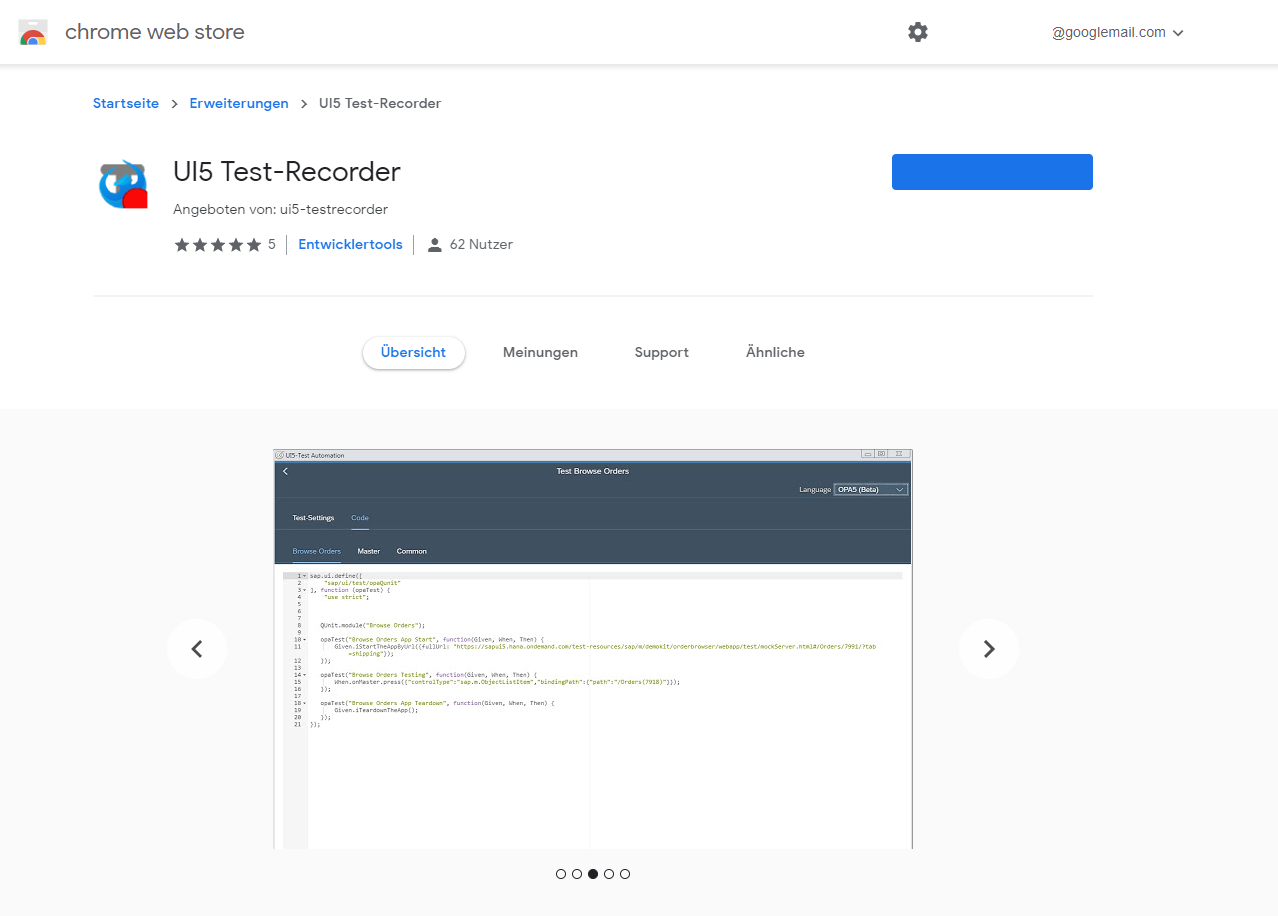 chrome web store
@googlemail.com
Startseite > Erweiterungen > UI5 Test-Recorder
UI5 Test-Recorder
Angeboten von: ui5-testrecorder
★★★★★ 5 | Entwicklertools | 62 Nutzer
Übersicht Meinungen Support Ähnliche
UI5-Test Automation
Test Browse Orders
Language OPA5 (Beta)
Test-Settings Code
Browse Orders Master Common
1 sap.ui.define([
2 "sap/ui/test/opaQunit"
3 ], function (opaTest) {
4 "use strict";
5
6
7
8 QUnit.module("Browse Orders");
9
10 opaTest("Browse Orders App Start", function(Given, When, Then) {
11 Given.iStartTheAppByUrl({fullUrl: "https://sapui5.hana.ondemand.com/test-resources/sap/m/demokit/orderbrowser/webapp/test/mockServer.html#/Orders/7991/?tab
=shipping"});
12 });
13
14 opaTest("Browse Orders Testing", function(Given, When, Then) {
15 When.onMaster.press({"controlType":"sap.m.ObjectListItem","bindingPath":{"path":"/Orders(7918)"}});
16 });
17
18 opaTest("Browse Orders App Teardown", function(Given, When, Then) {
19 Given.iTeardownTheApp();
20 });
21 });